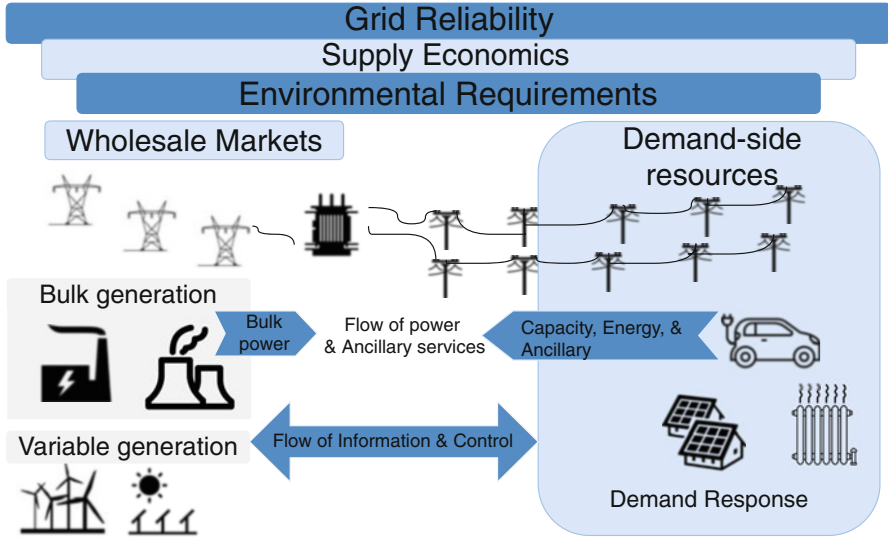 Grid Reliability
Supply Economics
Environmental Requirements
Wholesale Markets
Demand-side
resources
Bulk generation
Bulk
power
Flow of power
& Ancillary services
Capacity, Energy, &
Ancillary
Variable generation
Flow of Information & Control
Demand Response